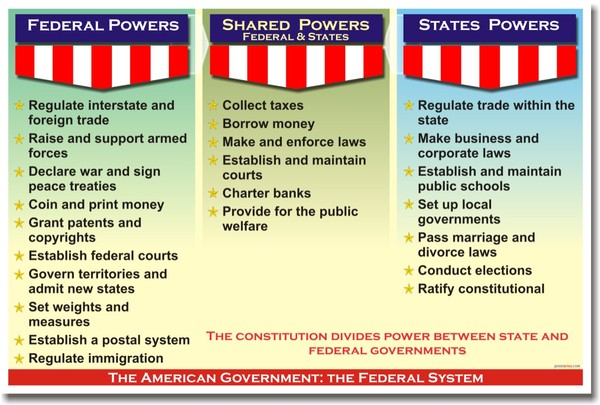 FEDERAL POWERS
Regulate interstate and
foreign trade
Raise and support armed
forces
Declare war and sign
peace treaties
Coin and print money
Grant patents and
copyrights
Establish federal courts
Govern territories and
admit new states
Set weights and
measures
Establish a postal system
Regulate immigration
SHARED POWERS
FEDERAL & STATES
Collect taxes
Borrow money
Make and enforce laws
Establish and maintain
courts
Charter banks
Provide for the public
welfare
STATES POWERS
Regulate trade within the
state
Make business and
corporate laws
Establish and maintain
public schools
Set up local
governments
Pass marriage and
divorce laws
Conduct elections
Ratify constitutional
THE CONSTITUTION DIVIDES POWER BETWEEN STATE AND
FEDERAL GOVERNMENTS
THE AMERICAN GOVERNMENT: THE FEDERAL SYSTEM